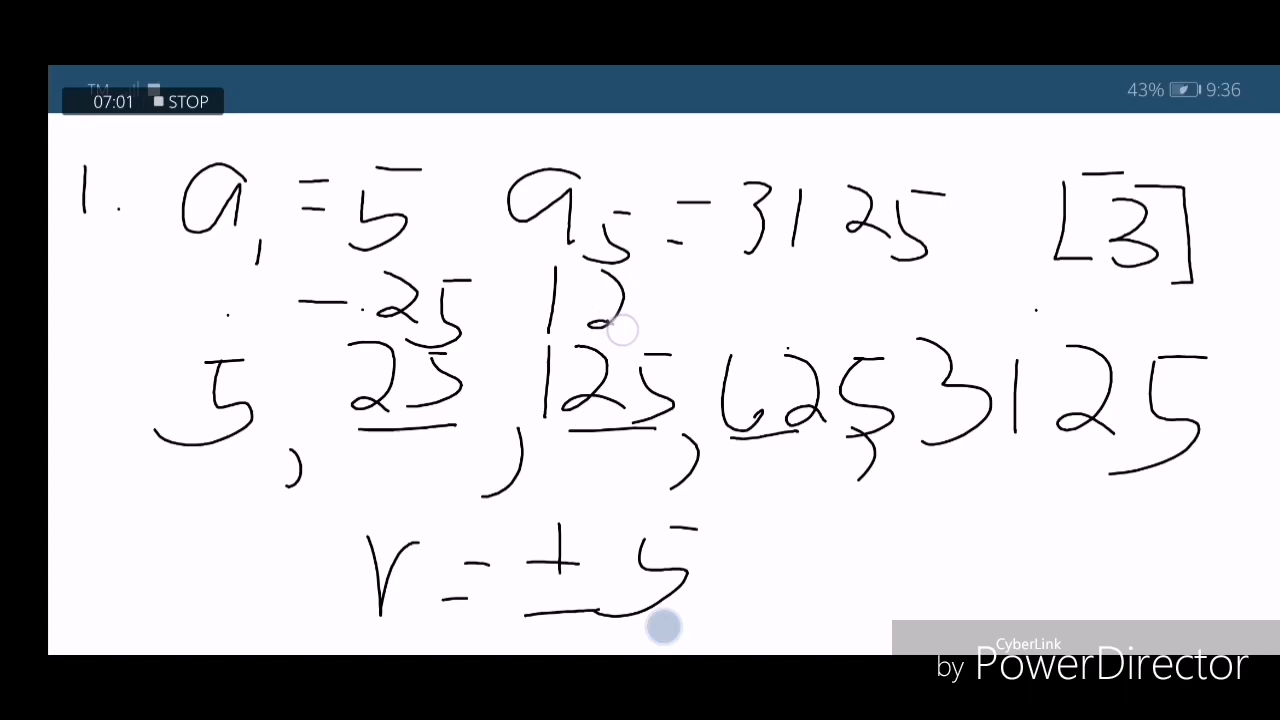 07:01 STOP 43% 9:36
1. a₁ = 5 a₅ = 3125 [3]
-25 12
5, 25, 125, 625, 3125
r = ± 5
CyberLink
by PowerDirector